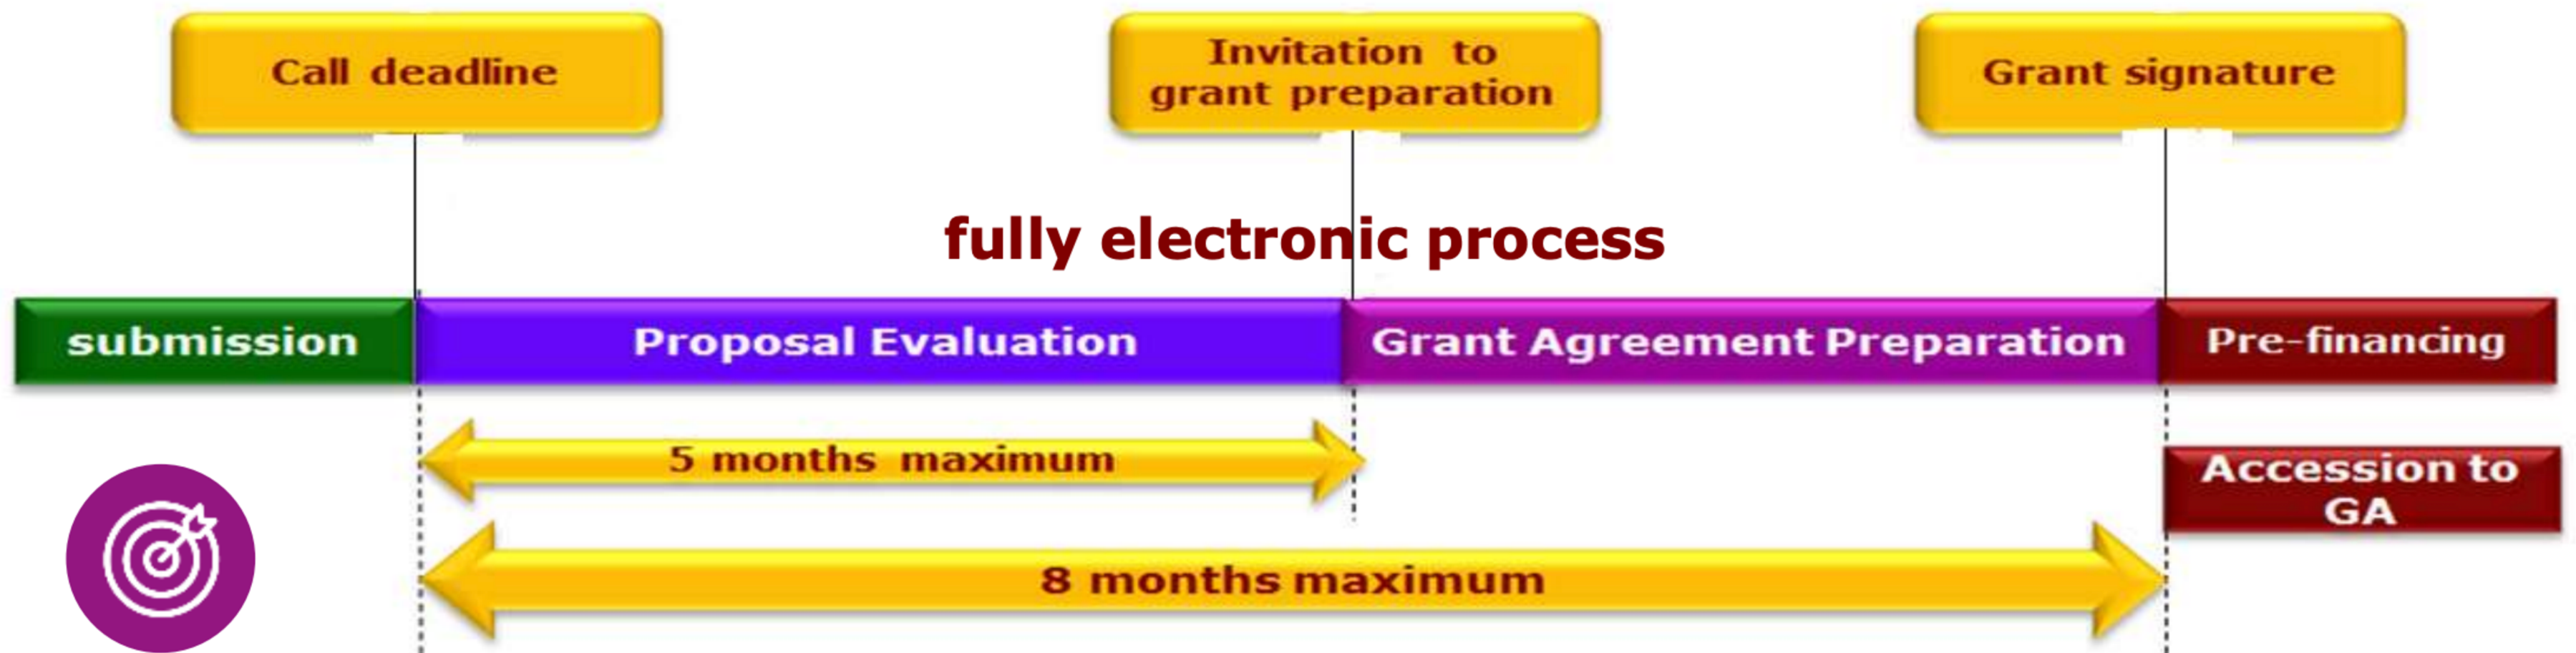 Call deadline
Invitation to
grant preparation
Grant signature
fully electronic process
submission
Proposal Evaluation
Grant Agreement Preparation
Pre-financing
5 months maximum
Accession to
GA
8 months maximum